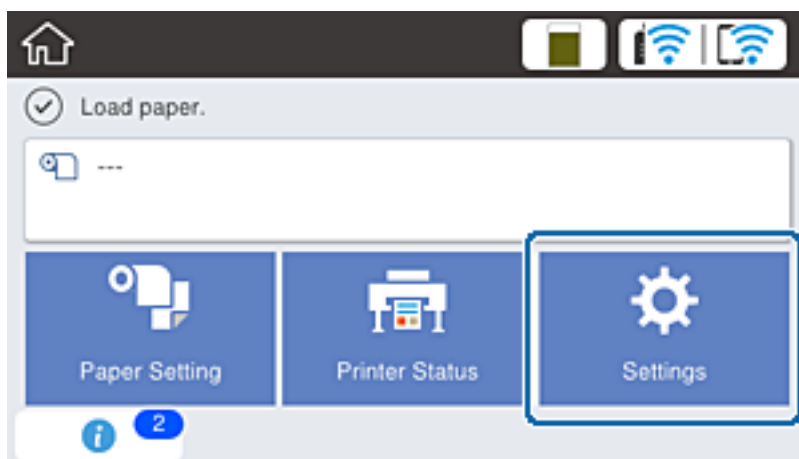 Load paper.
---
Paper Setting
Printer Status
Settings
i
2